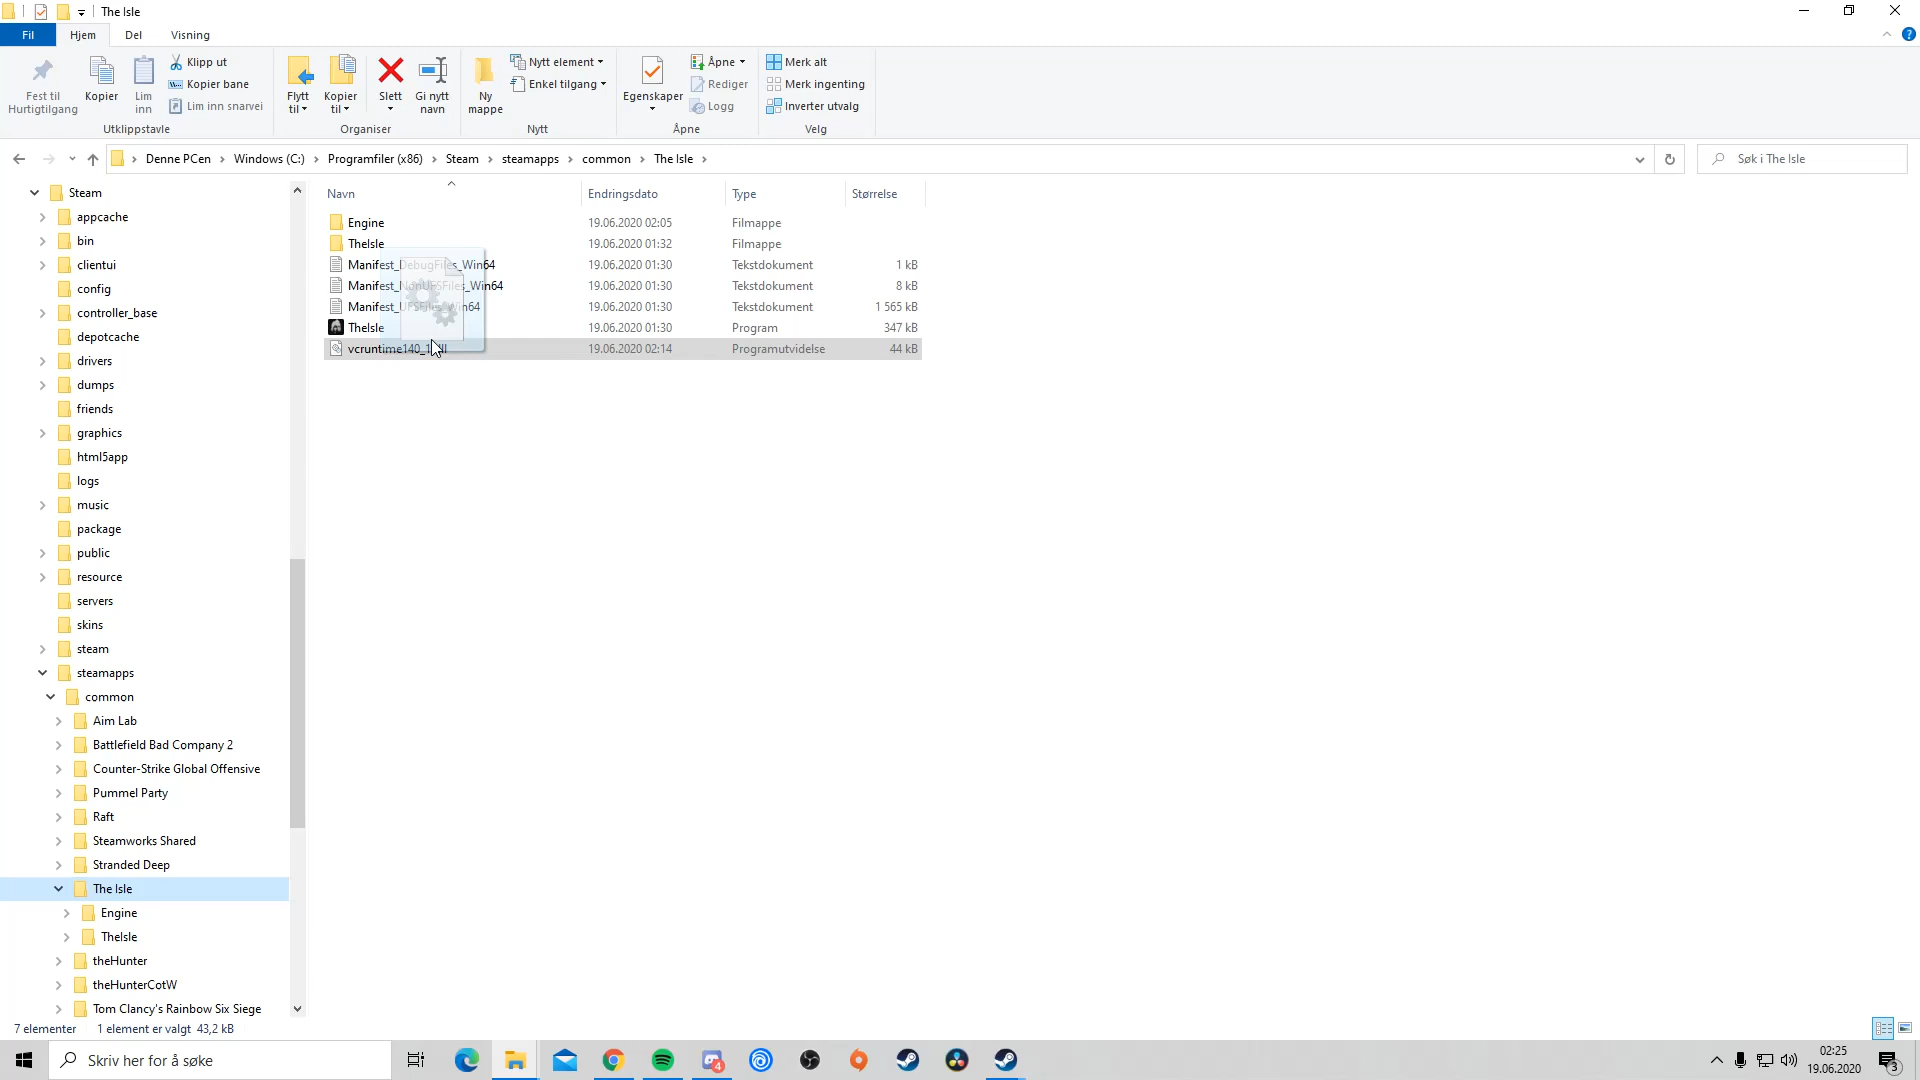 The Isle
Fil Hjem Del Visning
Fest til Hurtigtilgang
Kopier
Lim inn
Klipp ut
Kopier bane
Lim inn snarvei
Utklippstavle
Flytt til
Kopier til
Slett
Gi nytt navn
Organiser
Ny mappe
Nytt element
Enkel tilgang
Nytt
Egenskaper
Åpne
Rediger
Logg
Åpne
Merk alt
Merk ingenting
Inverter utvalg
Velg
Denne PCen Windows (C:) Programfiler (x86) Steam steamapps common The Isle
Søk i The Isle
Steam
appcache
bin
clientui
config
controller_base
depotcache
drivers
dumps
friends
graphics
html5app
logs
music
package
public
resource
servers
skins
steam
steamapps
common
Aim Lab
Battlefield Bad Company 2
Counter-Strike Global Offensive
Pummel Party
Raft
Steamworks Shared
Stranded Deep
The Isle
Engine
TheIsle
theHunter
theHunterCotW
Tom Clancy's Rainbow Six Siege
Navn Endringsdato Type Størrelse
Engine 19.06.2020 02:05 Filmappe
TheIsle 19.06.2020 01:32 Filmappe
Manifest_DebugFiles_Win64 19.06.2020 01:30 Tekstdokument 1 kB
Manifest_NonUFSFiles_Win64 19.06.2020 01:30 Tekstdokument 8 kB
Manifest_UFSFiles_Win64 19.06.2020 01:30 Tekstdokument 1 565 kB
TheIsle 19.06.2020 01:30 Program 347 kB
19.06.2020 02:14 Programutvidelse 44 kB
7 elementer 1 element er valgt 43,2 kB
Skriv her for å søke
4
02:25
19.06.2020
3